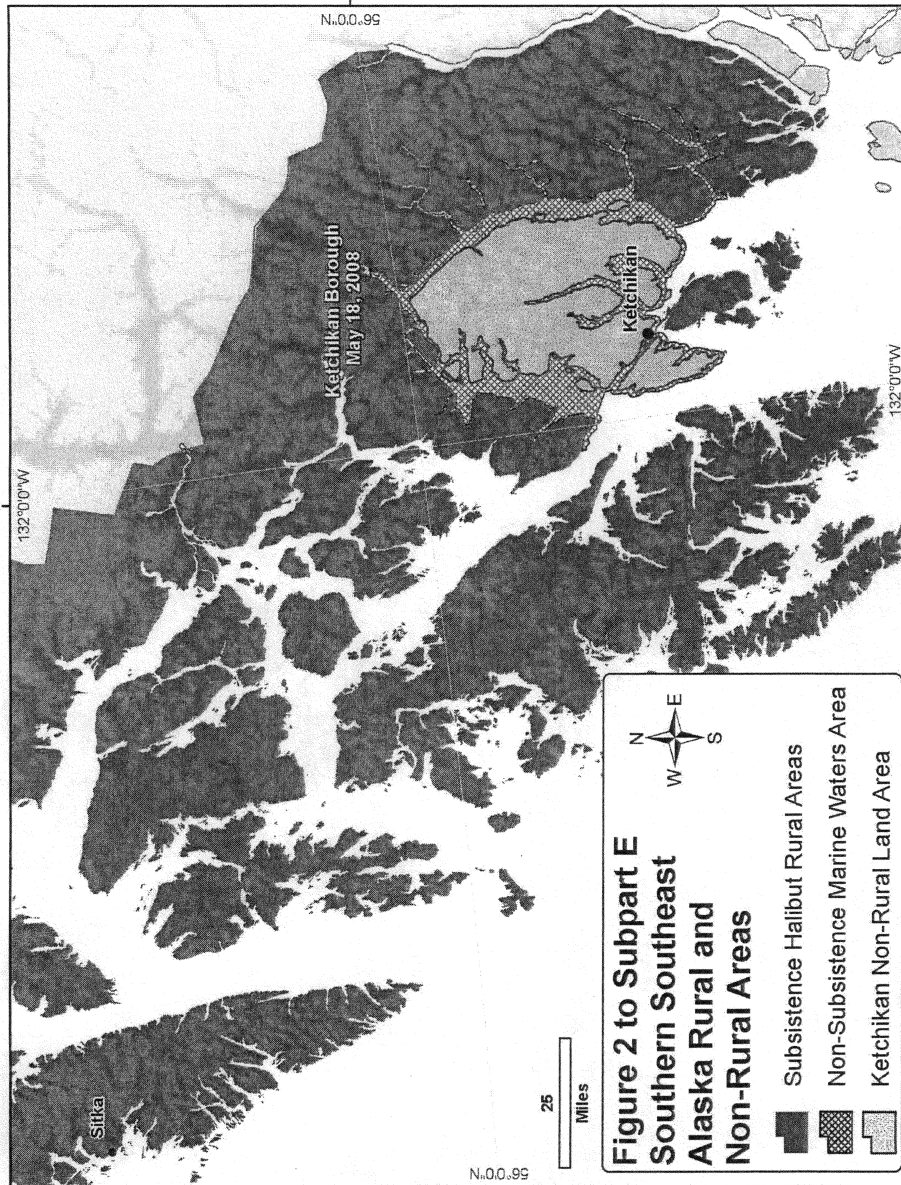 132°0'0"W
56°0'0"N
Sitka
Ketchikan Borough
May 18, 2008
Ketchikan
132°0'0"W
56°0'0"N
25
Miles
Figure 2 to Subpart E
Southern Southeast
Alaska Rural and
Non-Rural Areas
N
W
E
S
Subsistence Halibut Rural Areas
Non-Subsistence Marine Waters Area
Ketchikan Non-Rural Land Area